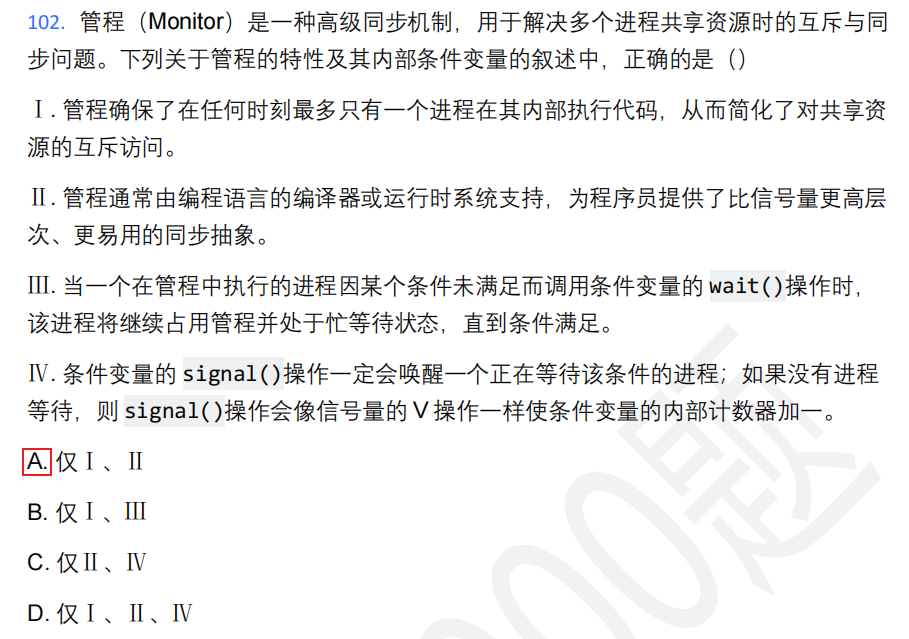 102. 管程（Monitor）是一种高级同步机制，用于解决多个进程共享资源时的互斥与同
步问题。下列关于管程的特性及其内部条件变量的叙述中，正确的是（）
Ⅰ. 管程确保了在任何时刻最多只有一个进程在其内部执行代码，从而简化了对共享资
源的互斥访问。
Ⅱ. 管程通常由编程语言的编译器或运行时系统支持，为程序员提供了比信号量更高层
次、更易用的同步抽象。
Ⅲ. 当一个在管程中执行的进程因某个条件未满足而调用条件变量的 wait()操作时，
该进程将继续占用管程并处于忙等待状态，直到条件满足。
Ⅳ. 条件变量的 signal()操作一定会唤醒一个正在等待该条件的进程；如果没有进程
等待，则 signal()操作会像信号量的 V 操作一样使条件变量的内部计数器加一。
A. 仅Ⅰ、Ⅱ
B. 仅Ⅰ、Ⅲ
C. 仅Ⅱ、Ⅳ
D. 仅Ⅰ、Ⅱ、Ⅳ
00题